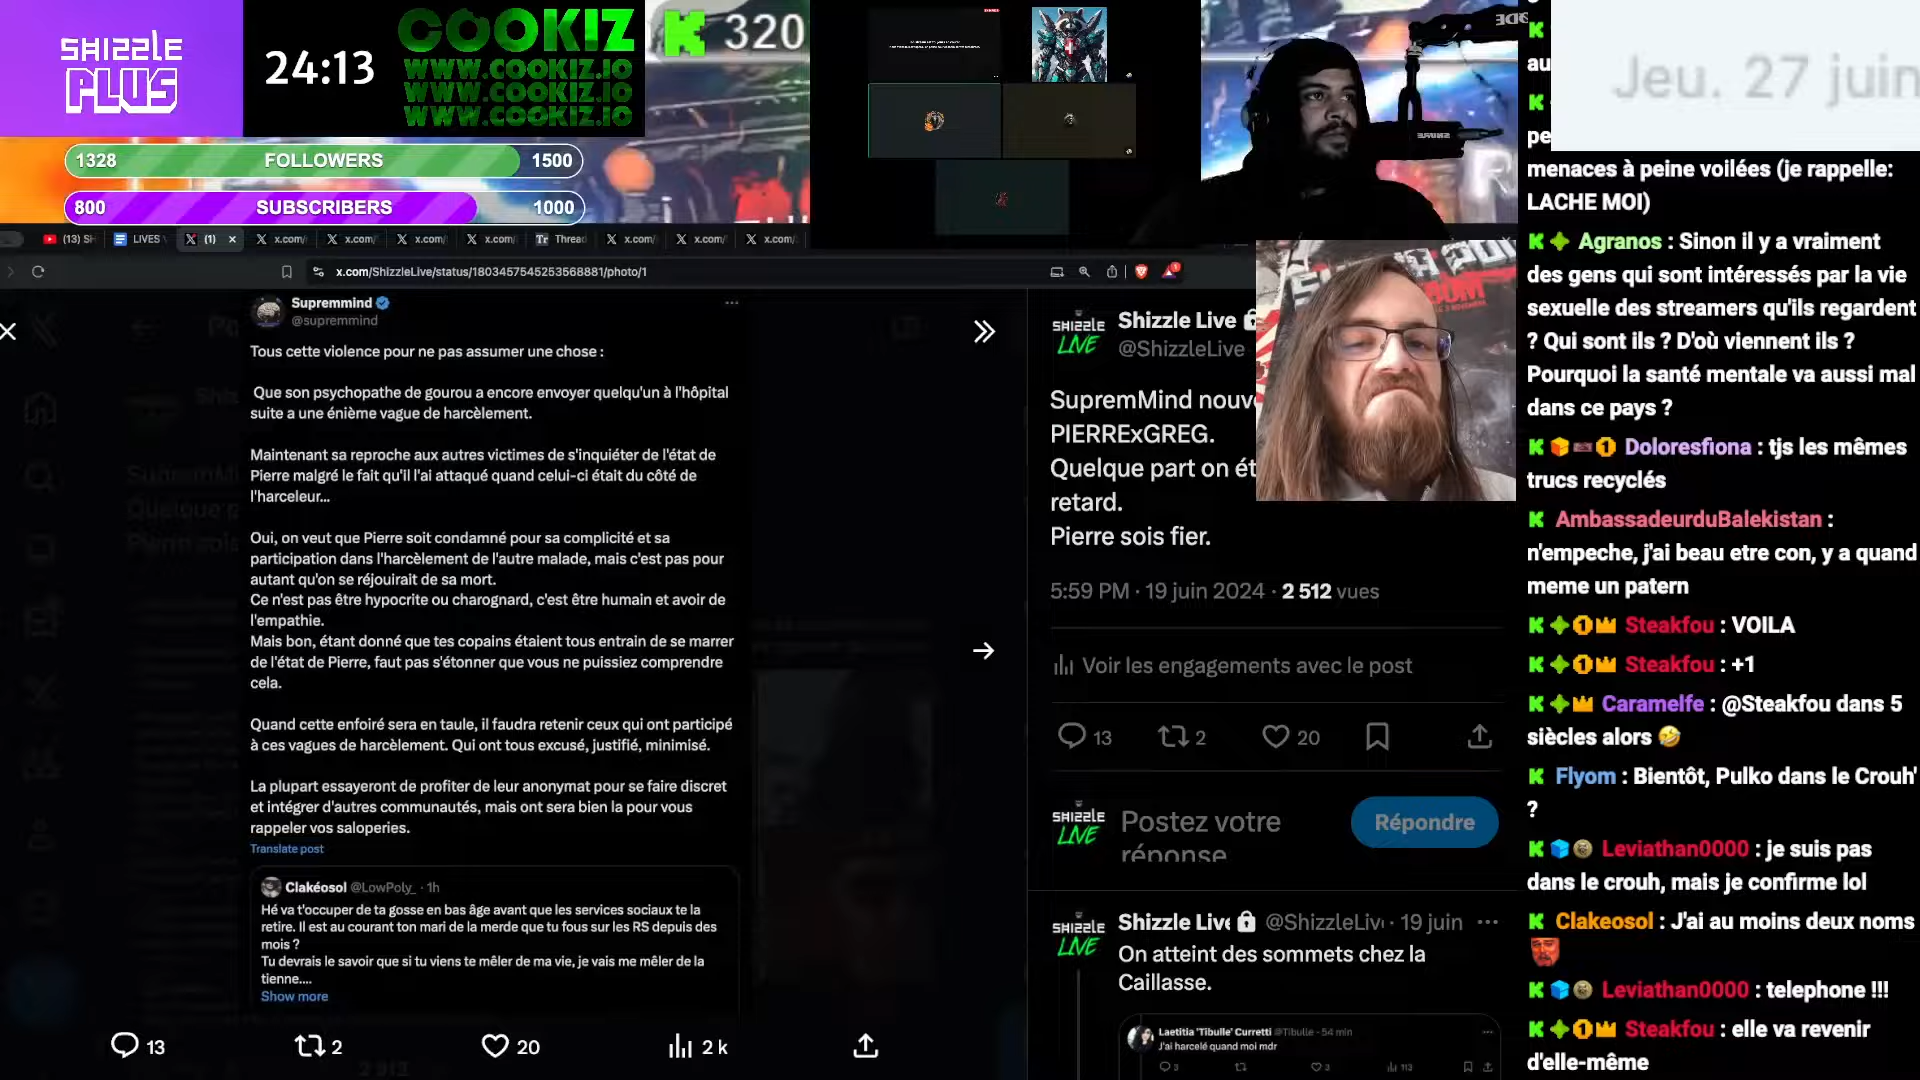 SHIZZLE
PLUS
24:13
COOKIZ
WWW.COOKIZ.IO
WWW.COOKIZ.IO
WWW.COOKIZ.IO
320
1328 FOLLOWERS 1500
800 SUBSCRIBERS 1000
Jeu. 27 juin
(13) SH
LIVES
(1)
x.com/
x.com/
x.com/
x.com/
Thread
x.com/
x.com/
x.com/
x.com/ShizzleLive/status/1803457545253568881/photo/1
Supremmind
@supremmind
Tous cette violence pour ne pas assumer une chose :
Que son psychopathe de gourou a encore envoyer quelqu'un à l'hôpital
suite a une énième vague de harcèlement.
Maintenant sa reproche aux autres victimes de s'inquiéter de l'état de
Pierre malgré le fait qu'il l'ai attaqué quand celui-ci était du côté de
l'harceleur...
Oui, on veut que Pierre soit condamné pour sa complicité et sa
participation dans l'harcèlement de l'autre malade, mais c'est pas pour
autant qu'on se réjouirait de sa mort.
Ce n'est pas être hypocrite ou charognard, c'est être humain et avoir de
l'empathie.
Mais bon, étant donné que tes copains étaient tous entrain de se marrer
de l'état de Pierre, faut pas s'étonner que vous ne puissiez comprendre
cela.
Quand cette enfoiré sera en taule, il faudra retenir ceux qui ont participé
à ces vagues de harcèlement. Qui ont tous excusé, justifié, minimisé.
La plupart essayeront de profiter de leur anonymat pour se faire discret
et intégrer d'autres communautés, mais ont sera bien la pour vous
rappeler vos saloperies.
Translate post
Clakéosol @LowPoly_ · 1h
Hé va t'occuper de ta gosse en bas âge avant que les services sociaux te la
retire. Il est au courant ton mari de la merde que tu fous sur les RS depuis des
mois ?
Tu devrais le savoir que si tu viens te mêler de ma vie, je vais me mêler de la
tienne....
Show more
13
2
20
2 k
Shizzle Live
@ShizzleLive
SupremMind nouv
PIERRExGREG.
Quelque part on ét
retard.
Pierre sois fier.
5:59 PM · 19 juin 2024 · 2 512 vues
Voir les engagements avec le post
13
2
20
SHIZZLE
LIVE
Postez votre
réponse
Répondre
Shizzle Live @ShizzleLiv · 19 juin
On atteint des sommets chez la
Caillasse.
Laetitia 'Tibulle' Curretti @Tibulle · 54 min
J'ai harcelé quand moi mdr
3
3
113
au
pe
menaces à peine voilées (je rappelle:
LACHE MOI)
Agranos : Sinon il y a vraiment
des gens qui sont intéressés par la vie
sexuelle des streamers qu'ils regardent
? Qui sont ils ? D'où viennent ils ?
Pourquoi la santé mentale va aussi mal
dans ce pays ?
Doloresfiona : tjs les mêmes
trucs recyclés
AmbassadeurduBalekistan :
n'empeche, j'ai beau etre con, y a quand
meme un patern
Steakfou : VOILA
Steakfou : +1
Caramelfe : @Steakfou dans 5
siècles alors 🤣
Flyom : Bientôt, Pulko dans le Crouh'
?
Leviathan0000 : je suis pas
dans le crouh, mais je confirme lol
Clakeosol : J'ai au moins deux noms
Leviathan0000 : telephone !!!
Steakfou : elle va revenir
d'elle-même